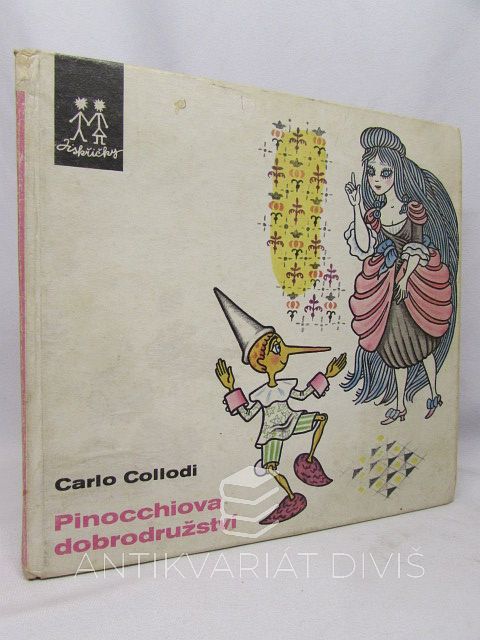 Jiskřičky
Carlo Collodi
Pinocchiova
dobrodružství
ANTIKVARIÁT DIVIŠ